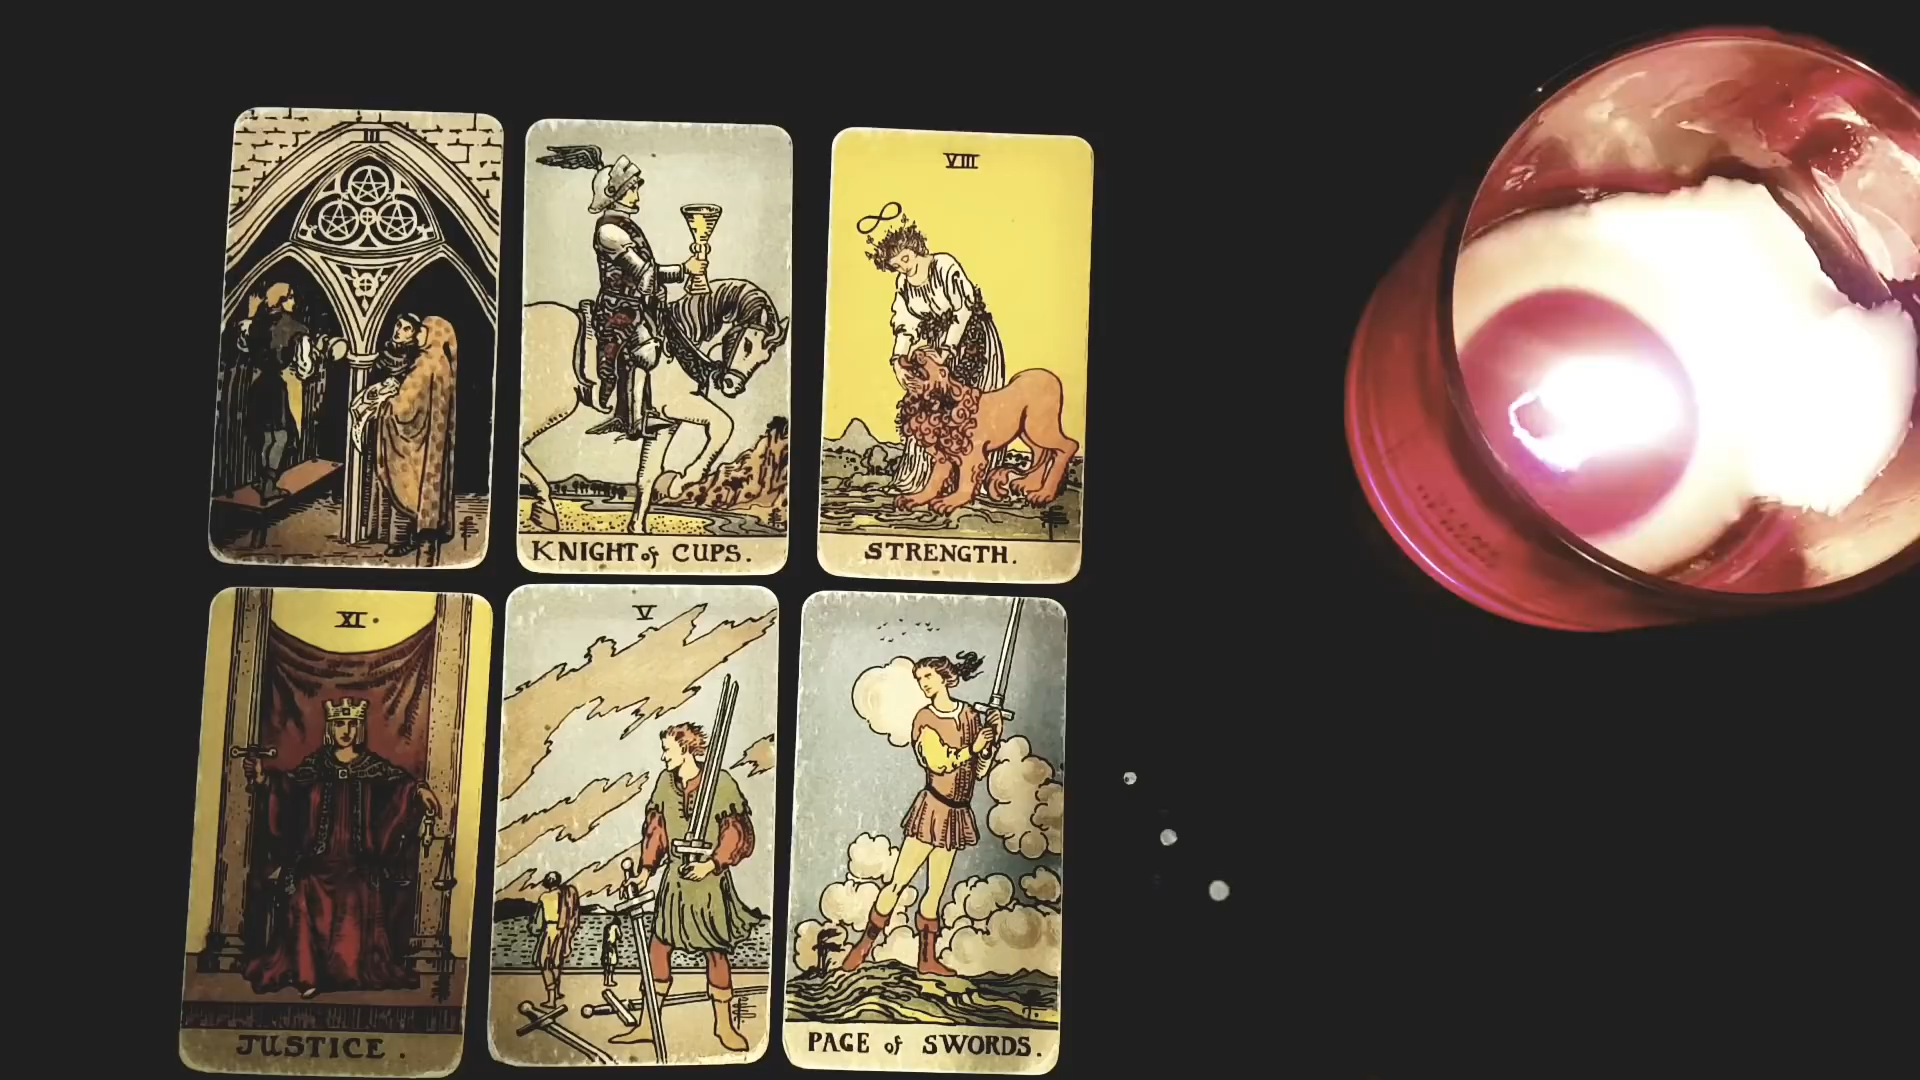 III
KNIGHT of CUPS.
VIII
STRENGTH.
XI.
JUSTICE.
V
PAGE of SWORDS.